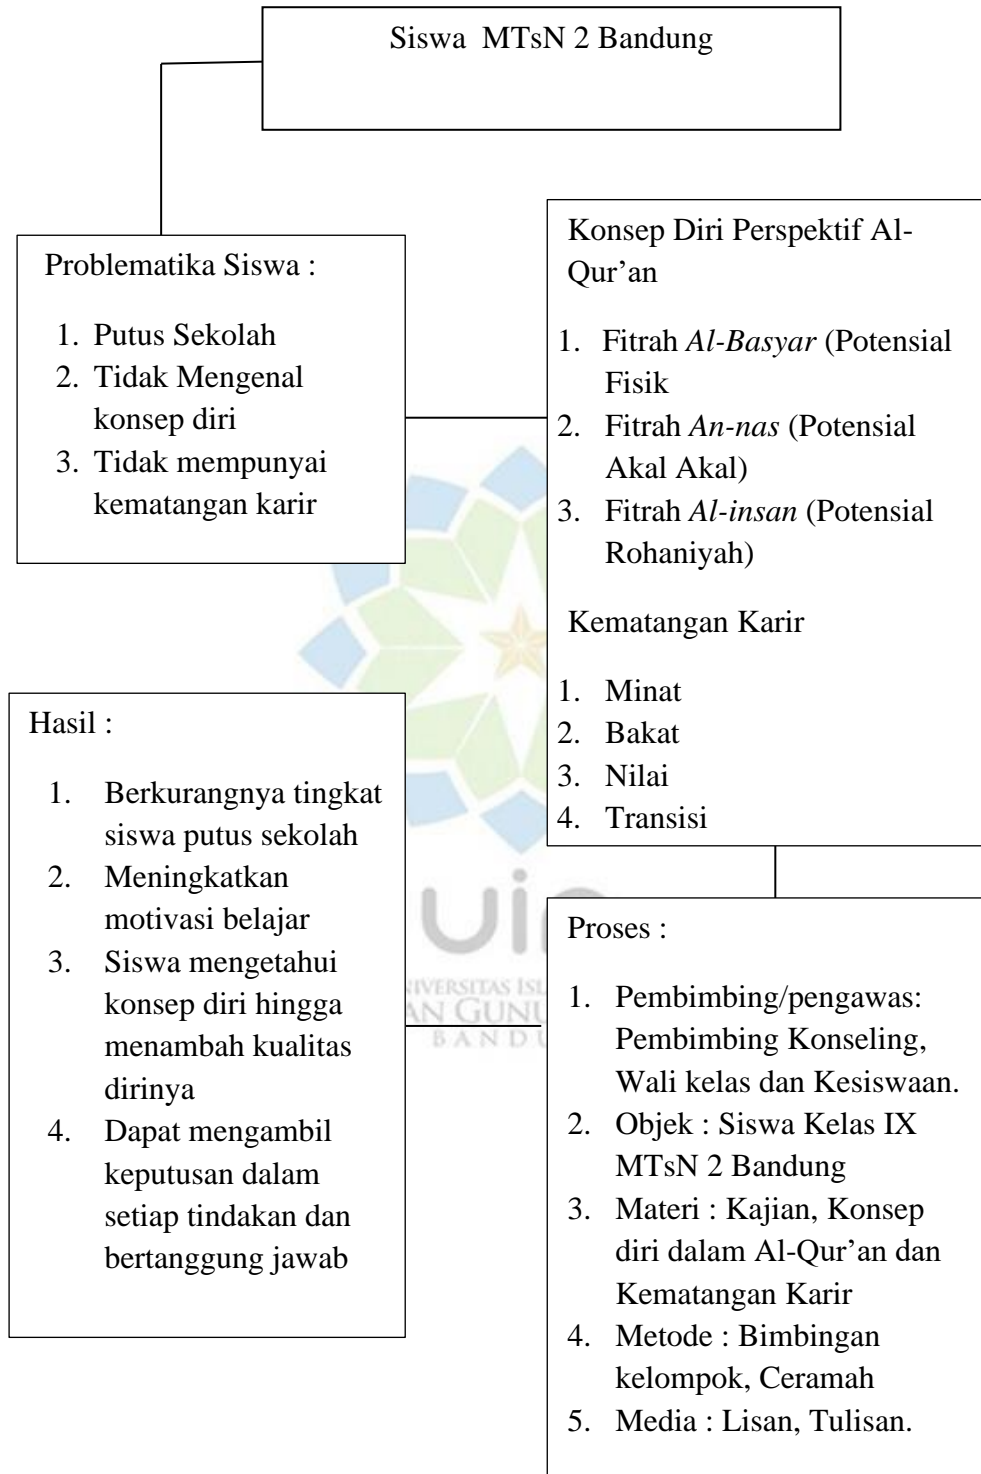 Siswa  MTsN 2 Bandung
Problematika Siswa :
1. Putus Sekolah
2. Tidak Mengenal
konsep diri
3. Tidak mempunyai
kematangan karir
Konsep Diri Perspektif Al-
Qur’an
1. Fitrah Al-Basyar (Potensial
Fisik
2. Fitrah An-nas (Potensial
Akal Akal)
3. Fitrah Al-insan (Potensial
Rohaniyah)
Kematangan Karir
1. Minat
2. Bakat
3. Nilai
4. Transisi
Proses :
1. Pembimbing/pengawas:
Pembimbing Konseling,
Wali kelas dan Kesiswaan.
2. Objek : Siswa Kelas IX
MTsN 2 Bandung
3. Materi : Kajian, Konsep
diri dalam Al-Qur’an dan
Kematangan Karir
4. Metode : Bimbingan
kelompok, Ceramah
5. Media : Lisan, Tulisan.
Hasil :
1. Berkurangnya tingkat
siswa putus sekolah
2. Meningkatkan
motivasi belajar
3. Siswa mengetahui
konsep diri hingga
menambah kualitas
dirinya
4. Dapat mengambil
keputusan dalam
setiap tindakan dan
bertanggung jawab